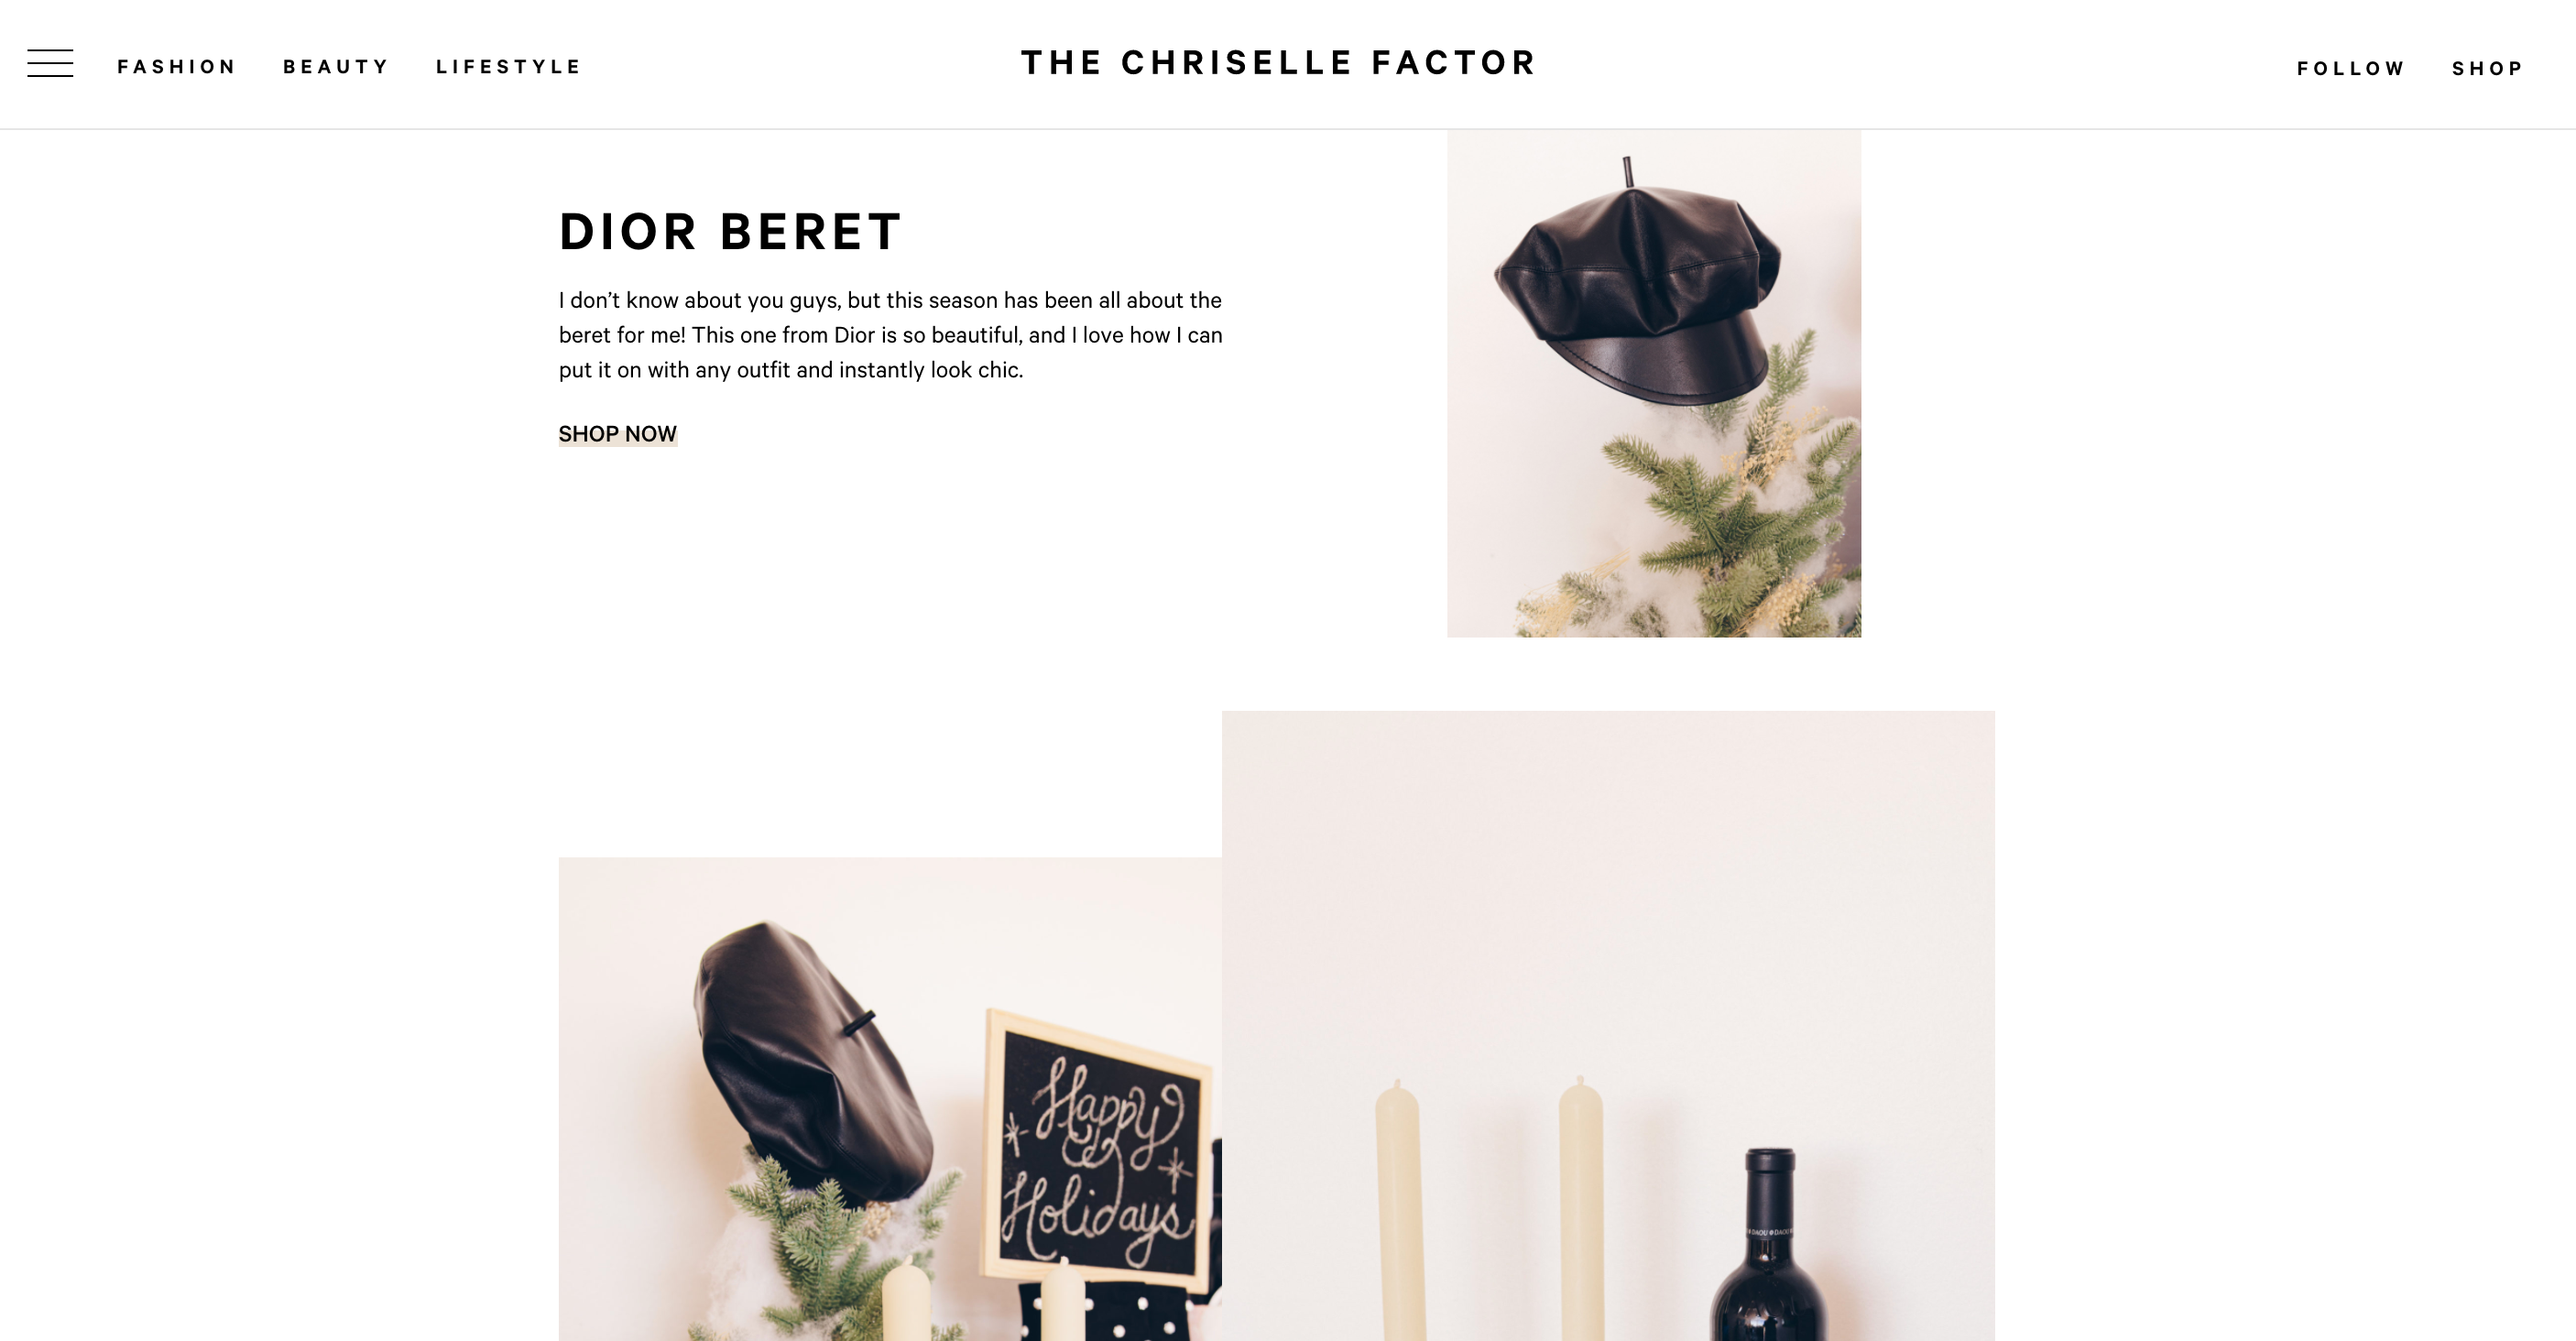 FASHION BEAUTY LIFESTYLE THE CHRISELLE FACTOR FOLLOW SHOP
DIOR BERET
I don’t know about you guys, but this season has been all about the
beret for me! This one from Dior is so beautiful, and I love how I can
put it on with any outfit and instantly look chic.
SHOP NOW
Happy
Holidays
DAOU DAOU